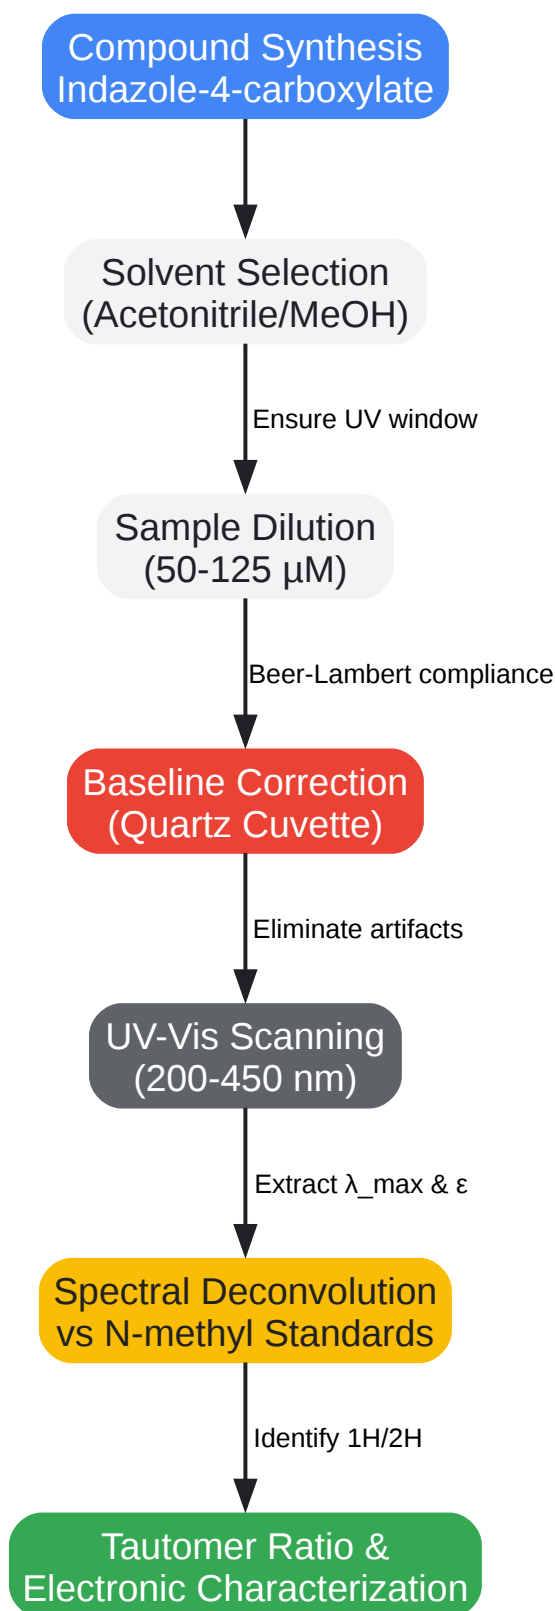 Compound Synthesis
Indazole-4-carboxylate
Solvent Selection
(Acetonitrile/MeOH)
Ensure UV window
Sample Dilution
(50-125 µM)
Beer-Lambert compliance
Baseline Correction
(Quartz Cuvette)
Eliminate artifacts
UV-Vis Scanning
(200-450 nm)
Extract λ_max & ε
Spectral Deconvolution
vs N-methyl Standards
Identify 1H/2H
Tautomer Ratio &
Electronic Characterization